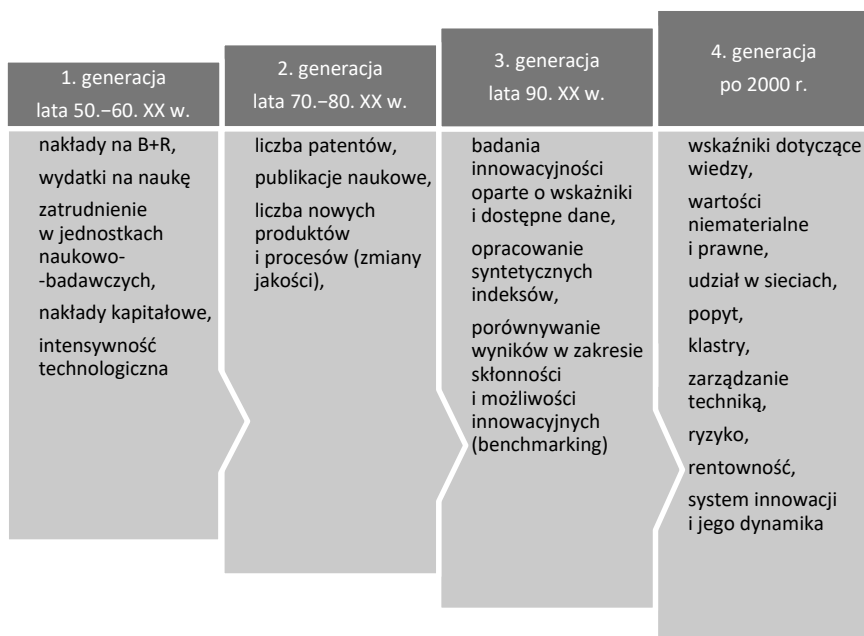 1. generacja
lata 50.–60. XX w.
nakłady na B+R,
wydatki na naukę
zatrudnienie
w jednostkach
naukowo-
-badawczych,
nakłady kapitałowe,
intensywność
technologiczna
2. generacja
lata 70.–80. XX w.
liczba patentów,
publikacje naukowe,
liczba nowych
produktów
i procesów (zmiany
jakości),
3. generacja
lata 90. XX w.
badania
innowacyjności
oparte o wskażniki
i dostępne dane,
opracowanie
syntetycznych
indeksów,
porównywanie
wyników w zakresie
skłonności
i możliwości
innowacyjnych
(benchmarking)
4. generacja
po 2000 r.
wskaźniki dotyczące
wiedzy,
wartości
niematerialne
i prawne,
udział w sieciach,
popyt,
klastry,
zarządzanie
techniką,
ryzyko,
rentowność,
system innowacji
i jego dynamika